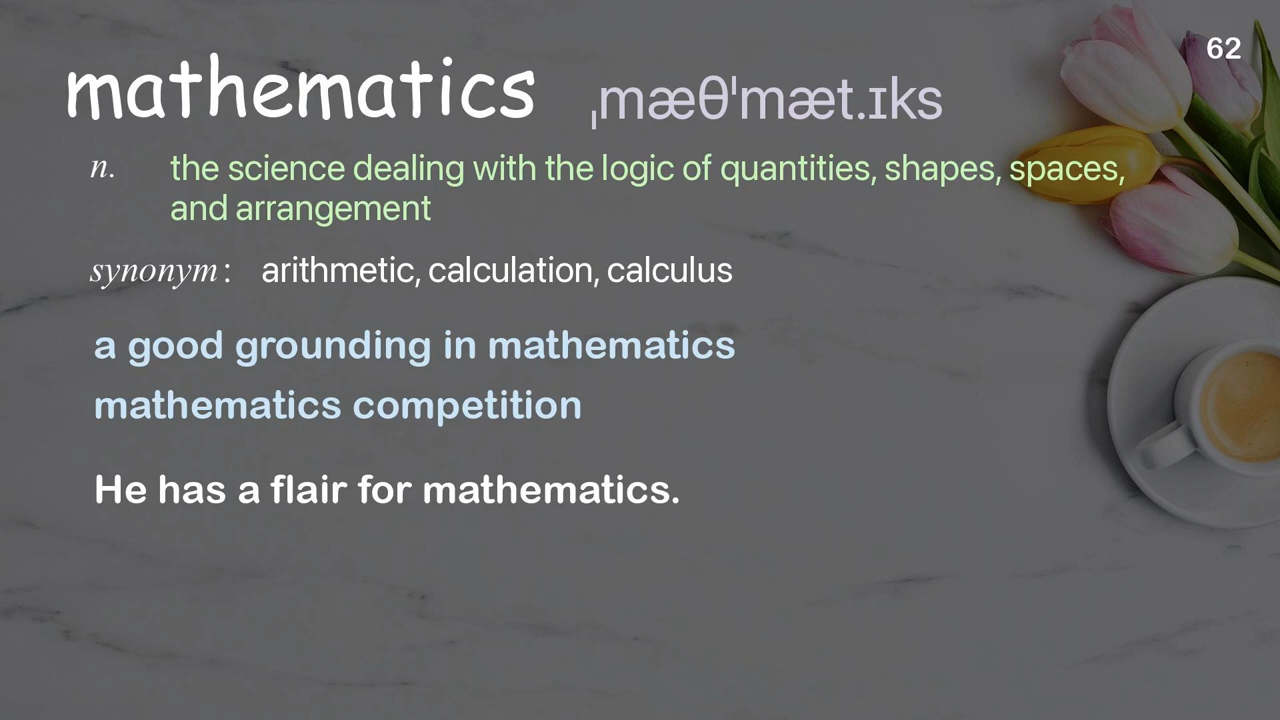 62
mathematics ˌmæθˈmæt.ɪks
n. the science dealing with the logic of quantities, shapes, spaces,
and arrangement
synonym: arithmetic, calculation, calculus
a good grounding in mathematics
mathematics competition
He has a flair for mathematics.